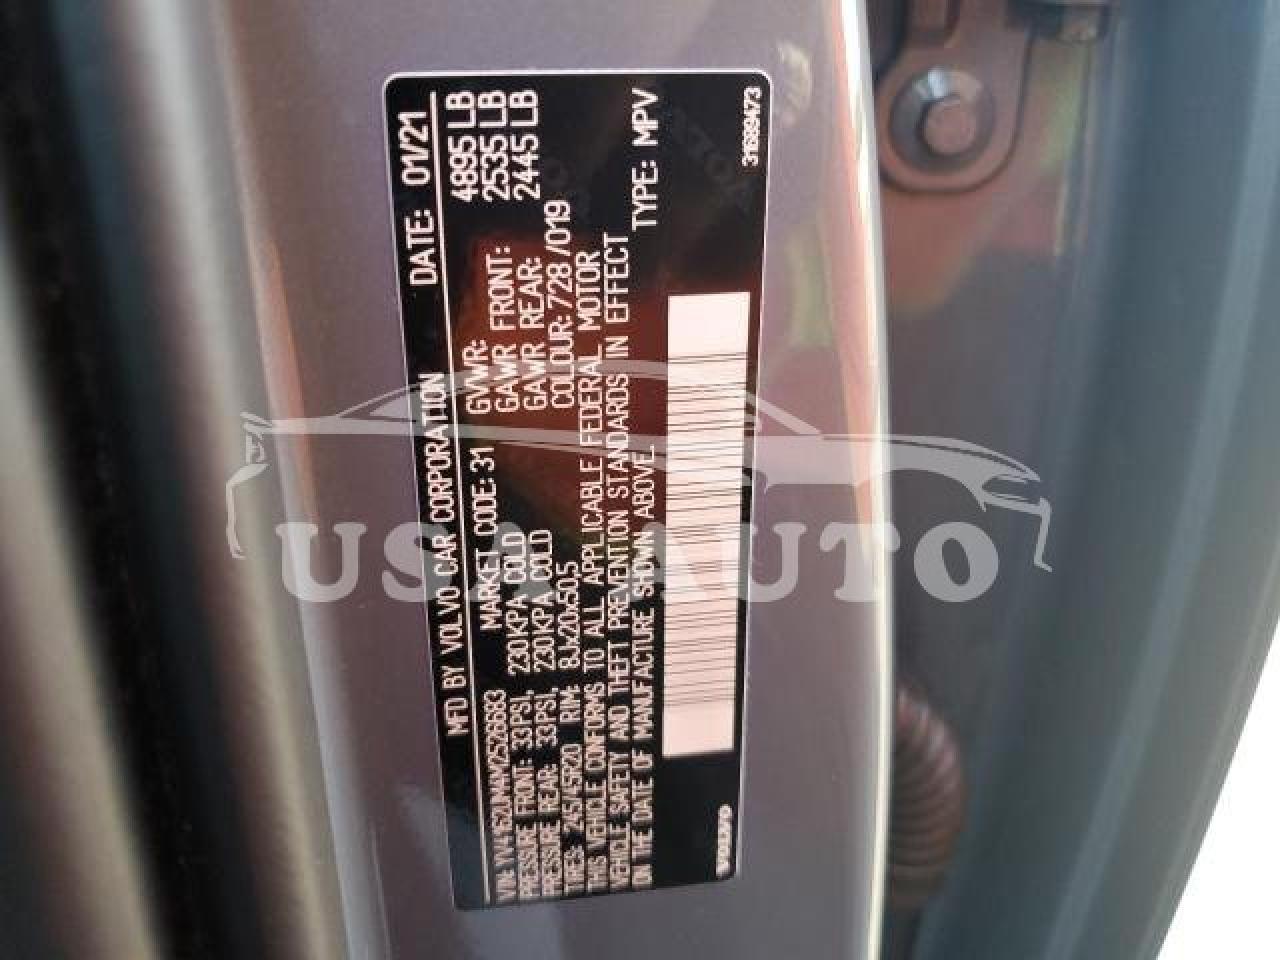 MFD BY VOLVO CAR CORPORATION DATE: 01/21
VIN: YV4162UM4M2526683 MARKET CODE: 31 GVWR: 4895 LB
PRESSURE FRONT: 33PSI, 230KPA COLD GAWR FRONT: 2535 LB
PRESSURE REAR: 33PSI, 230KPA COLD GAWR REAR: 2445 LB
TIRES: 245/45R20 RIM: 8Jx20x50,5 COLOUR: 728 /019
THIS VEHICLE CONFORMS TO ALL APPLICABLE FEDERAL MOTOR
VEHICLE SAFETY AND THEFT PREVENTION STANDARDS IN EFFECT
ON THE DATE OF MANUFACTURE SHOWN ABOVE. TYPE: MPV
VOLVO 31689473
USA AUTO